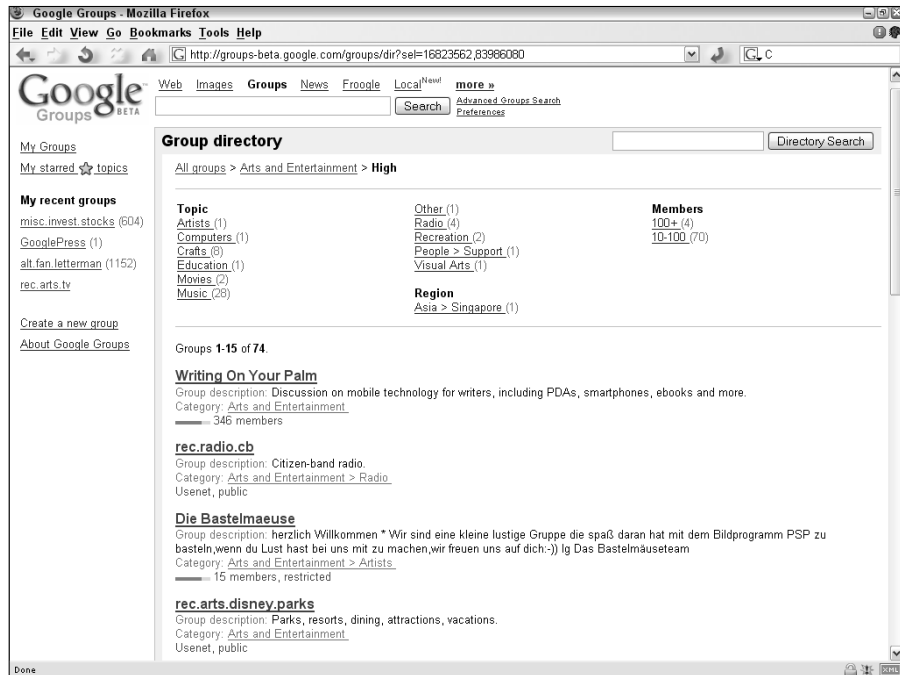 Google Groups - Mozilla Firefox
File Edit View Go Bookmarks Tools Help
http://groups-beta.google.com/groups/dir?sel=16823562,83986080
C
Google Groups BETA
Web Images Groups News Froogle Local New! more »
Search
Advanced Groups Search
Preferences
Group directory
Directory Search
My Groups
My starred topics
My recent groups
misc.invest.stocks (604)
GooglePress (1)
alt.fan.letterman (1152)
rec.arts.tv
Create a new group
About Google Groups
All groups > Arts and Entertainment > High
Topic
Artists (1)
Computers (1)
Crafts (8)
Education (1)
Movies (2)
Music (28)
Other (1)
Radio (4)
Recreation (2)
People > Support (1)
Visual Arts (1)
Region
Asia > Singapore (1)
Members
100+ (4)
10-100 (70)
Groups 1-15 of 74.
Writing On Your Palm
Group description: Discussion on mobile technology for writers, including PDAs, smartphones, ebooks and more.
Category: Arts and Entertainment
346 members
rec.radio.cb
Group description: Citizen-band radio.
Category: Arts and Entertainment > Radio
Usenet, public
Die Bastelmaeuse
Group description: herzlich Willkommen * Wir sind eine kleine lustige Gruppe die spaß daran hat mit dem Bildprogramm PSP zu
basteln,wenn du Lust hast bei uns mit zu machen,wir freuen uns auf dich:-)) lg Das Bastelmäuseteam
Category: Arts and Entertainment > Artists
15 members, restricted
rec.arts.disney.parks
Group description: Parks, resorts, dining, attractions, vacations.
Category: Arts and Entertainment
Usenet, public
Done
XML